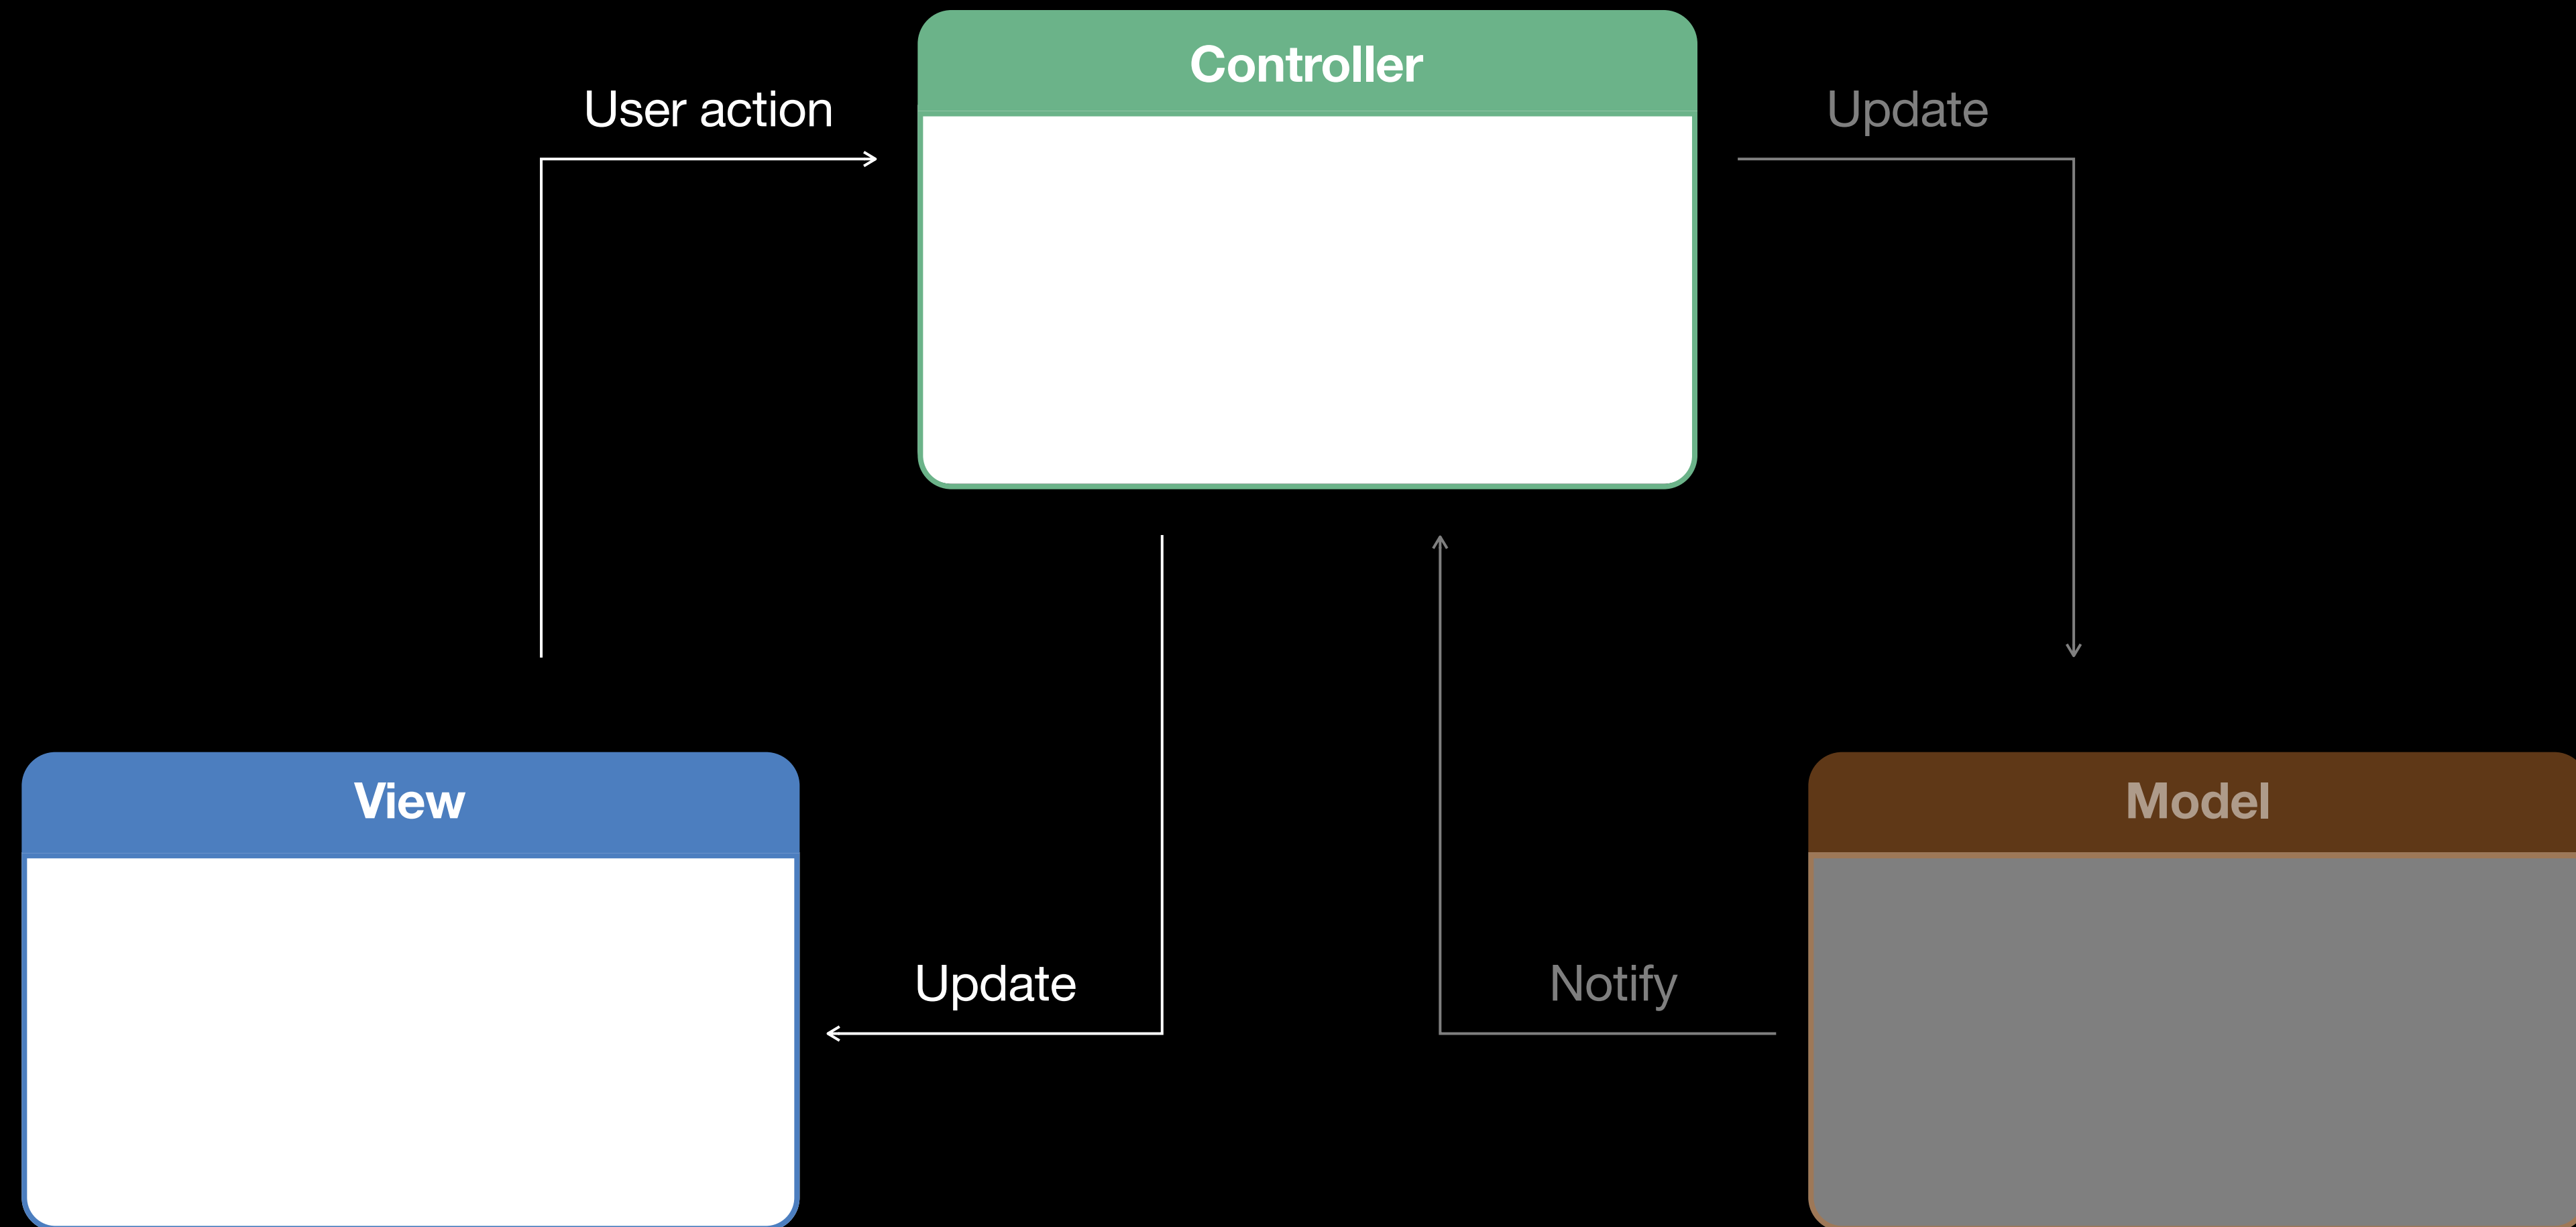 Controller
User action
Update
View
Model
Update
Notify